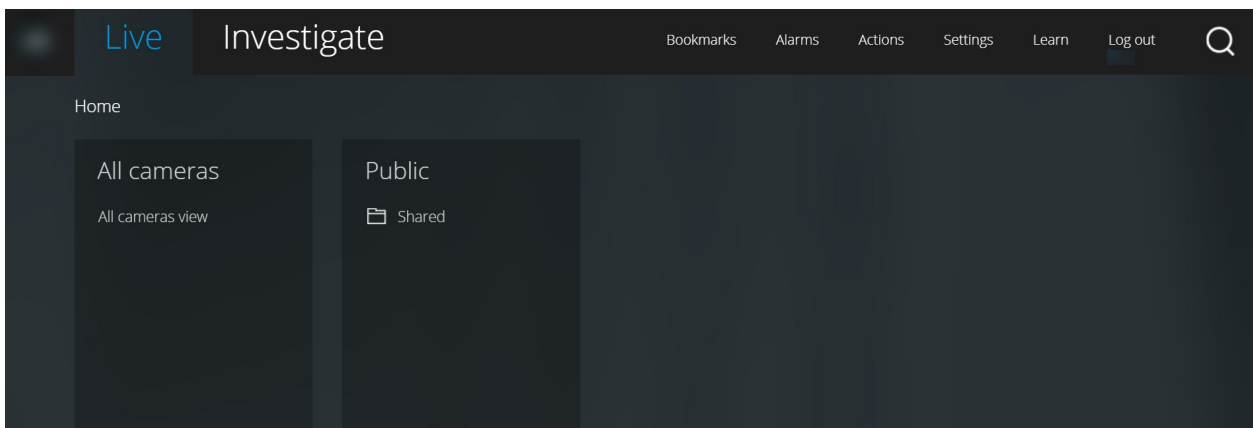 Live Investigate Bookmarks Alarms Actions Settings Learn Log out
Home
All cameras
All cameras view
Public
Shared